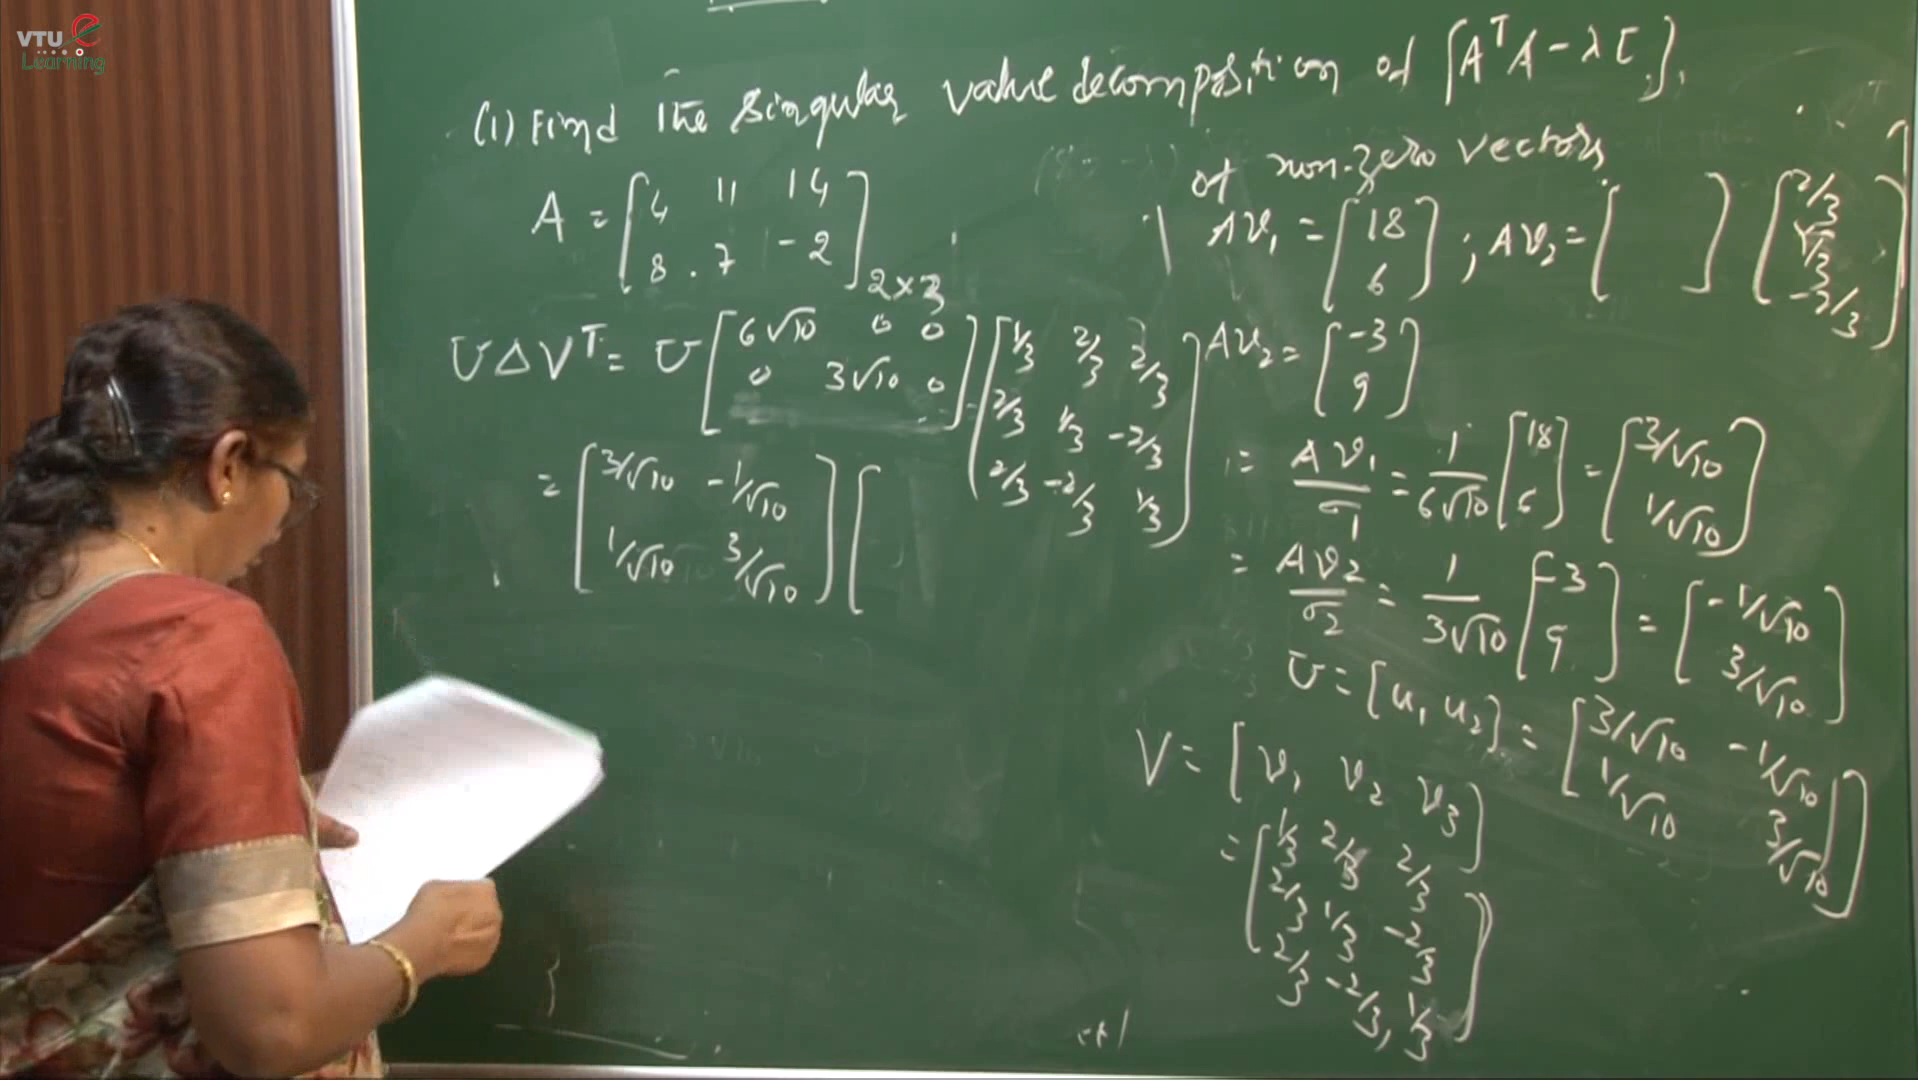 VTU e
Learning
(1) Find the singular value decomposition of [AᵀA - λI].
A = [4 11 14
8 7 -2]2×3
UΔVᵀ = U [6√10 0 0
0 3√10 0] [1/3 2/3 2/3
2/3 1/3 -2/3
2/3 -2/3 1/3]
= [3/√10 -1/√10
1/√10 3/√10] [
of non-zero vectors
Av₁ = [18
6] ; Av₂ = [ ] [2/3
1/3
-2/3]
Av₂ = [-3
9]
= Av₁/σ₁ = 1/6√10 [18
6] = [3/√10
1/√10]
= Av₂/σ₂ = 1/3√10 [-3
9] = [-1/√10
3/√10]
U = [u₁ u₂] = [3/√10 -1/√10
1/√10 3/√10]
V = [v₁ v₂ v₃]
= [1/3 2/3 2/3
2/3 1/3 -2/3
2/3 -2/3, 1/3]